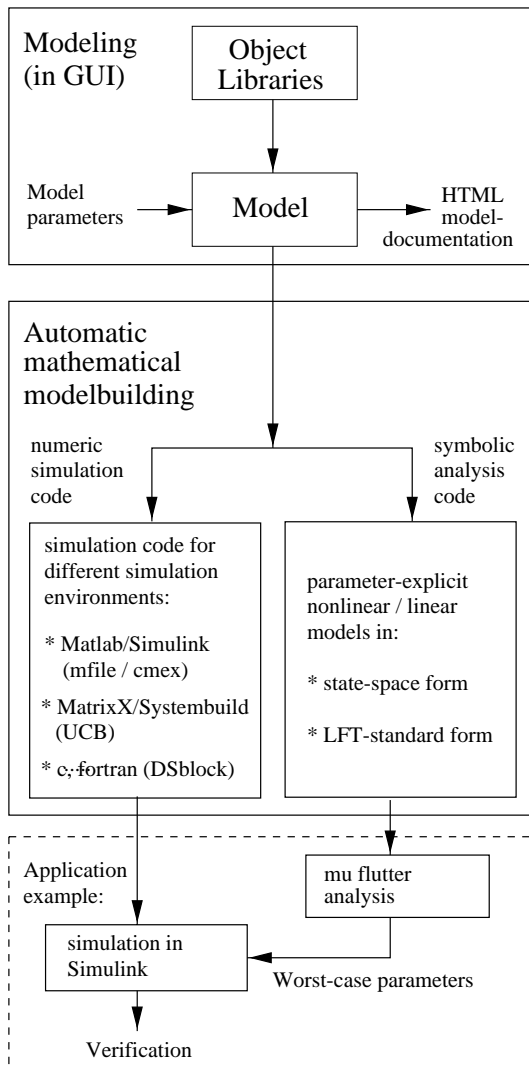 Modeling
(in GUI)
Object
Libraries
Model
parameters
Model
HTML
model-
documentation
Automatic
mathematical
modelbuilding
numeric
simulation
code
symbolic
analysis
code
simulation code for
different simulation
environments:
* Matlab/Simulink
(mfile / cmex)
* MatrixX/Systembuild
(UCB)
* c, fortran (DSblock)
parameter-explicit
nonlinear / linear
models in:
* state-space form
* LFT-standard form
Application
example:
mu flutter
analysis
simulation in
Simulink
Worst-case parameters
Verification